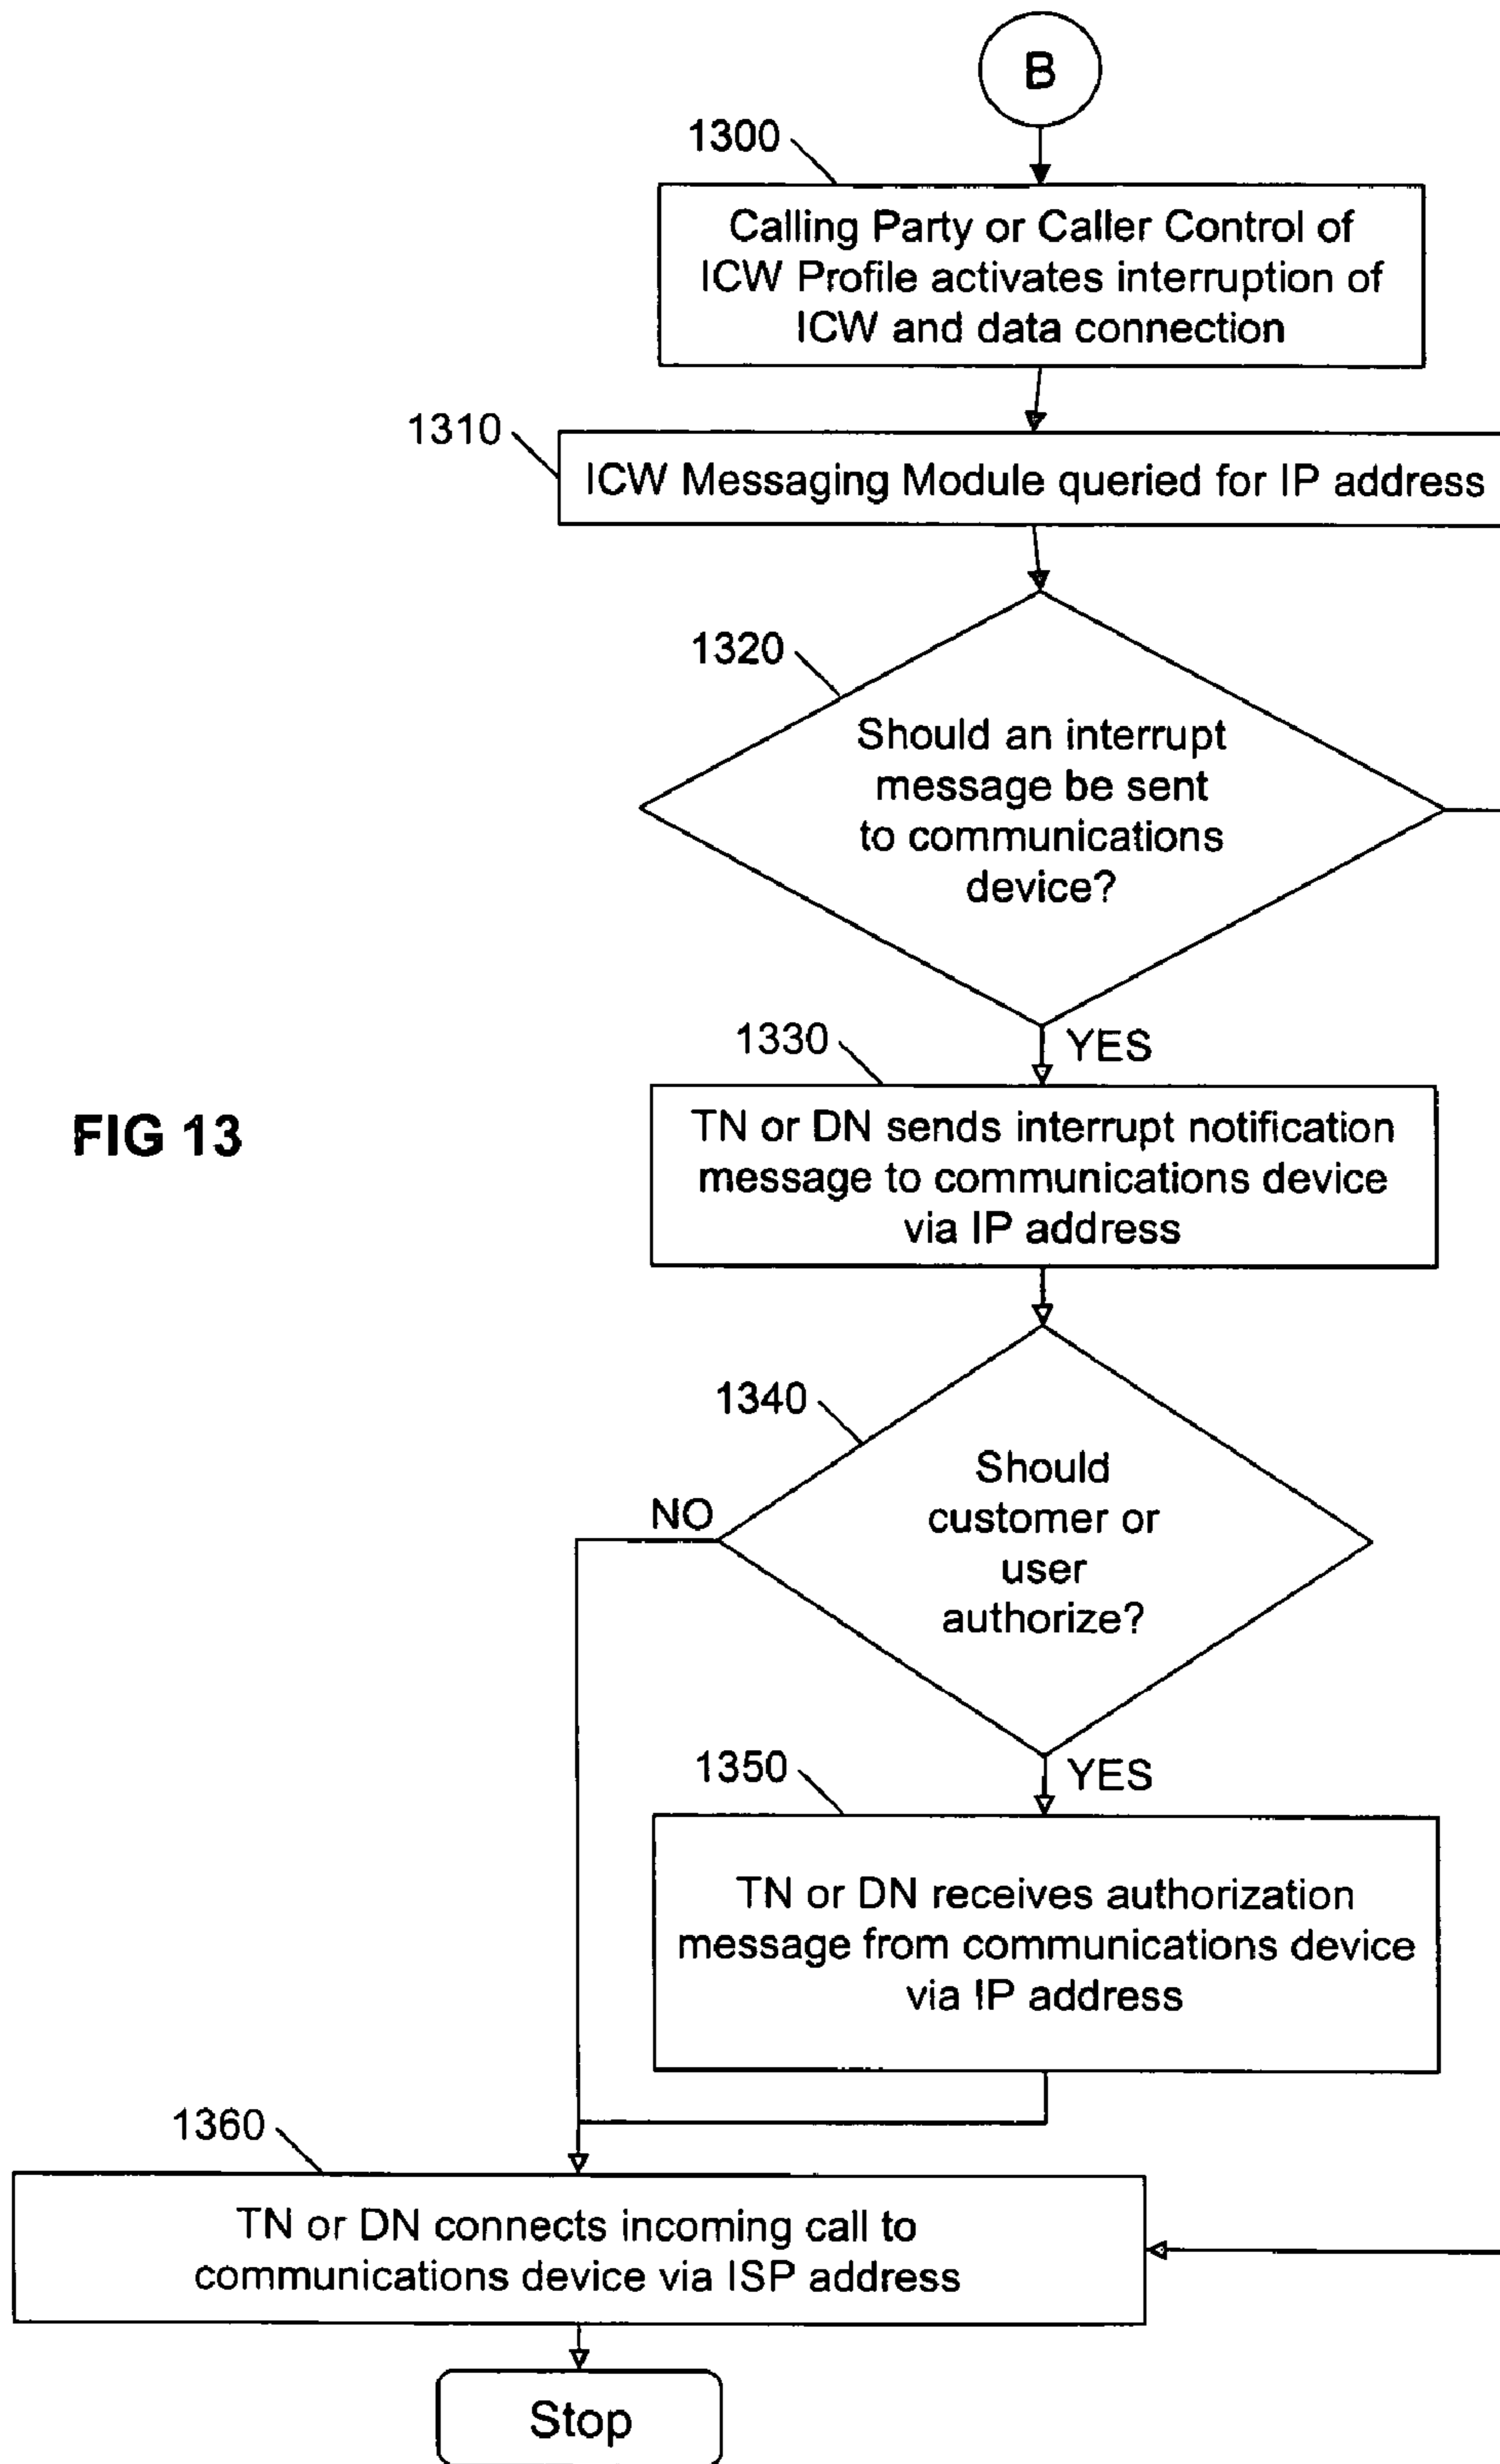 B
1300
Calling Party or Caller Control of
ICW Profile activates interruption of
ICW and data connection
1310
ICW Messaging Module queried for IP address
1320
Should an interrupt
message be sent
to communications
device?
YES
1330
TN or DN sends interrupt notification
message to communications device
via IP address
FIG 13
1340
Should
customer or
user
authorize?
NO
YES
1350
TN or DN receives authorization
message from communications device
via IP address
1360
TN or DN connects incoming call to
communications device via ISP address
Stop